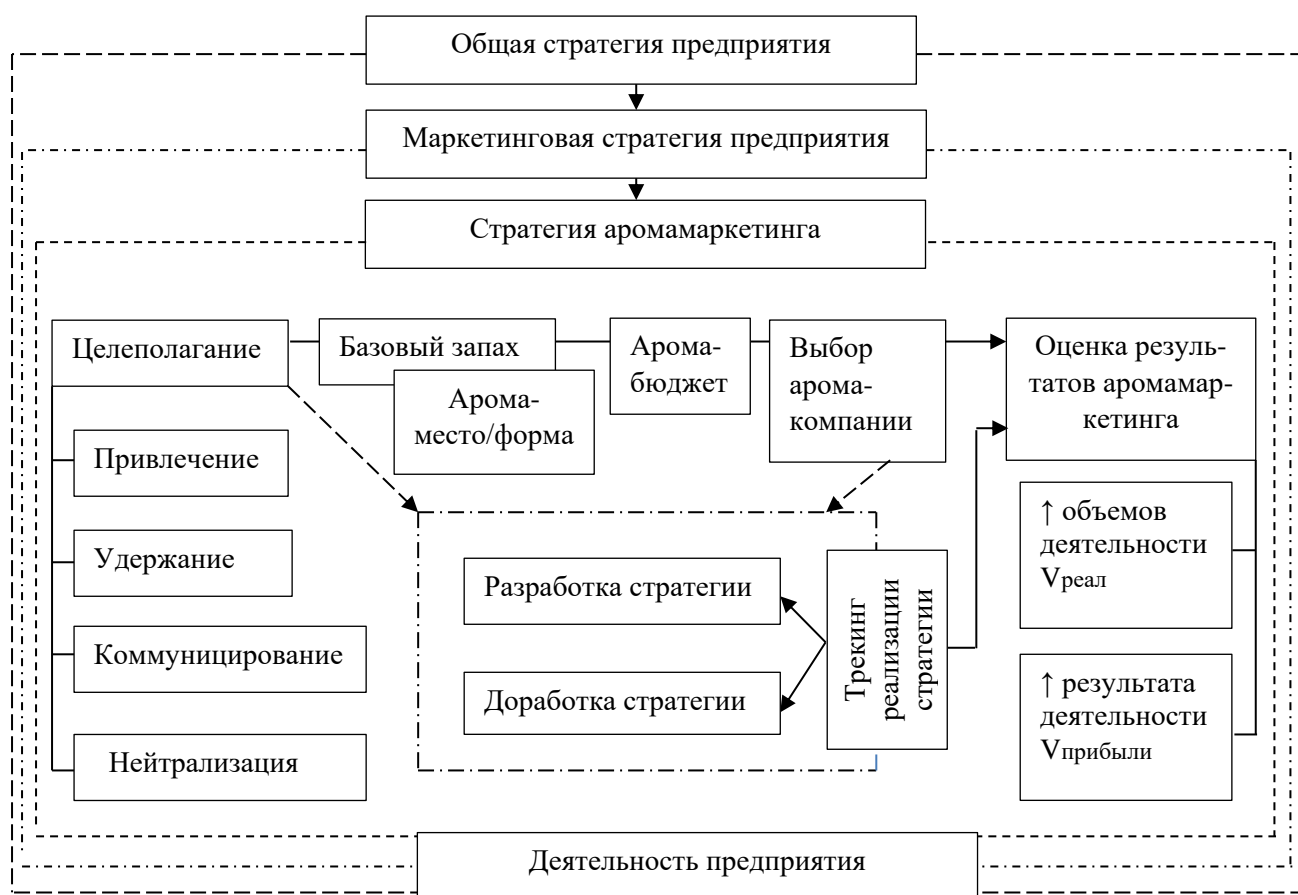 Общая стратегия предприятия
Маркетинговая стратегия предприятия
Стратегия аромамаркетинга
Целеполагание
Базовый запах
Арома-
место/форма
Арома-
бюджет
Выбор
арома-
компании
Оценка резуль-
татов аромамар-
кетинга
Привлечение
Удержание
Коммуницирование
Нейтрализация
Разработка стратегии
Доработка стратегии
Трекинг
реализации
стратегии
↑ объемов
деятельности
Vреал
↑ результата
деятельности
Vприбыли
Деятельность предприятия